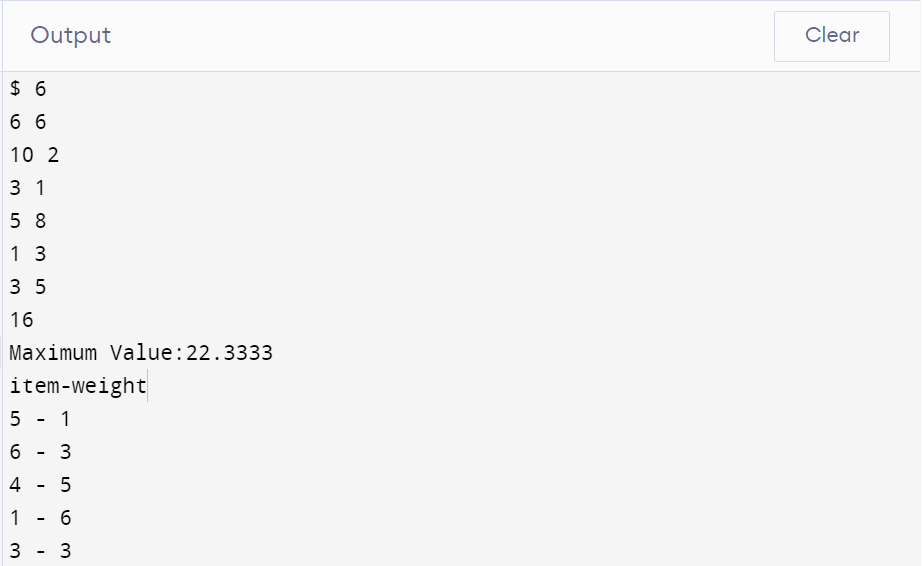 Output
Clear
$ 6
6 6
10 2
3 1
5 8
1 3
3 5
16
Maximum Value:22.3333
item-weight
5 - 1
6 - 3
4 - 5
1 - 6
3 - 3